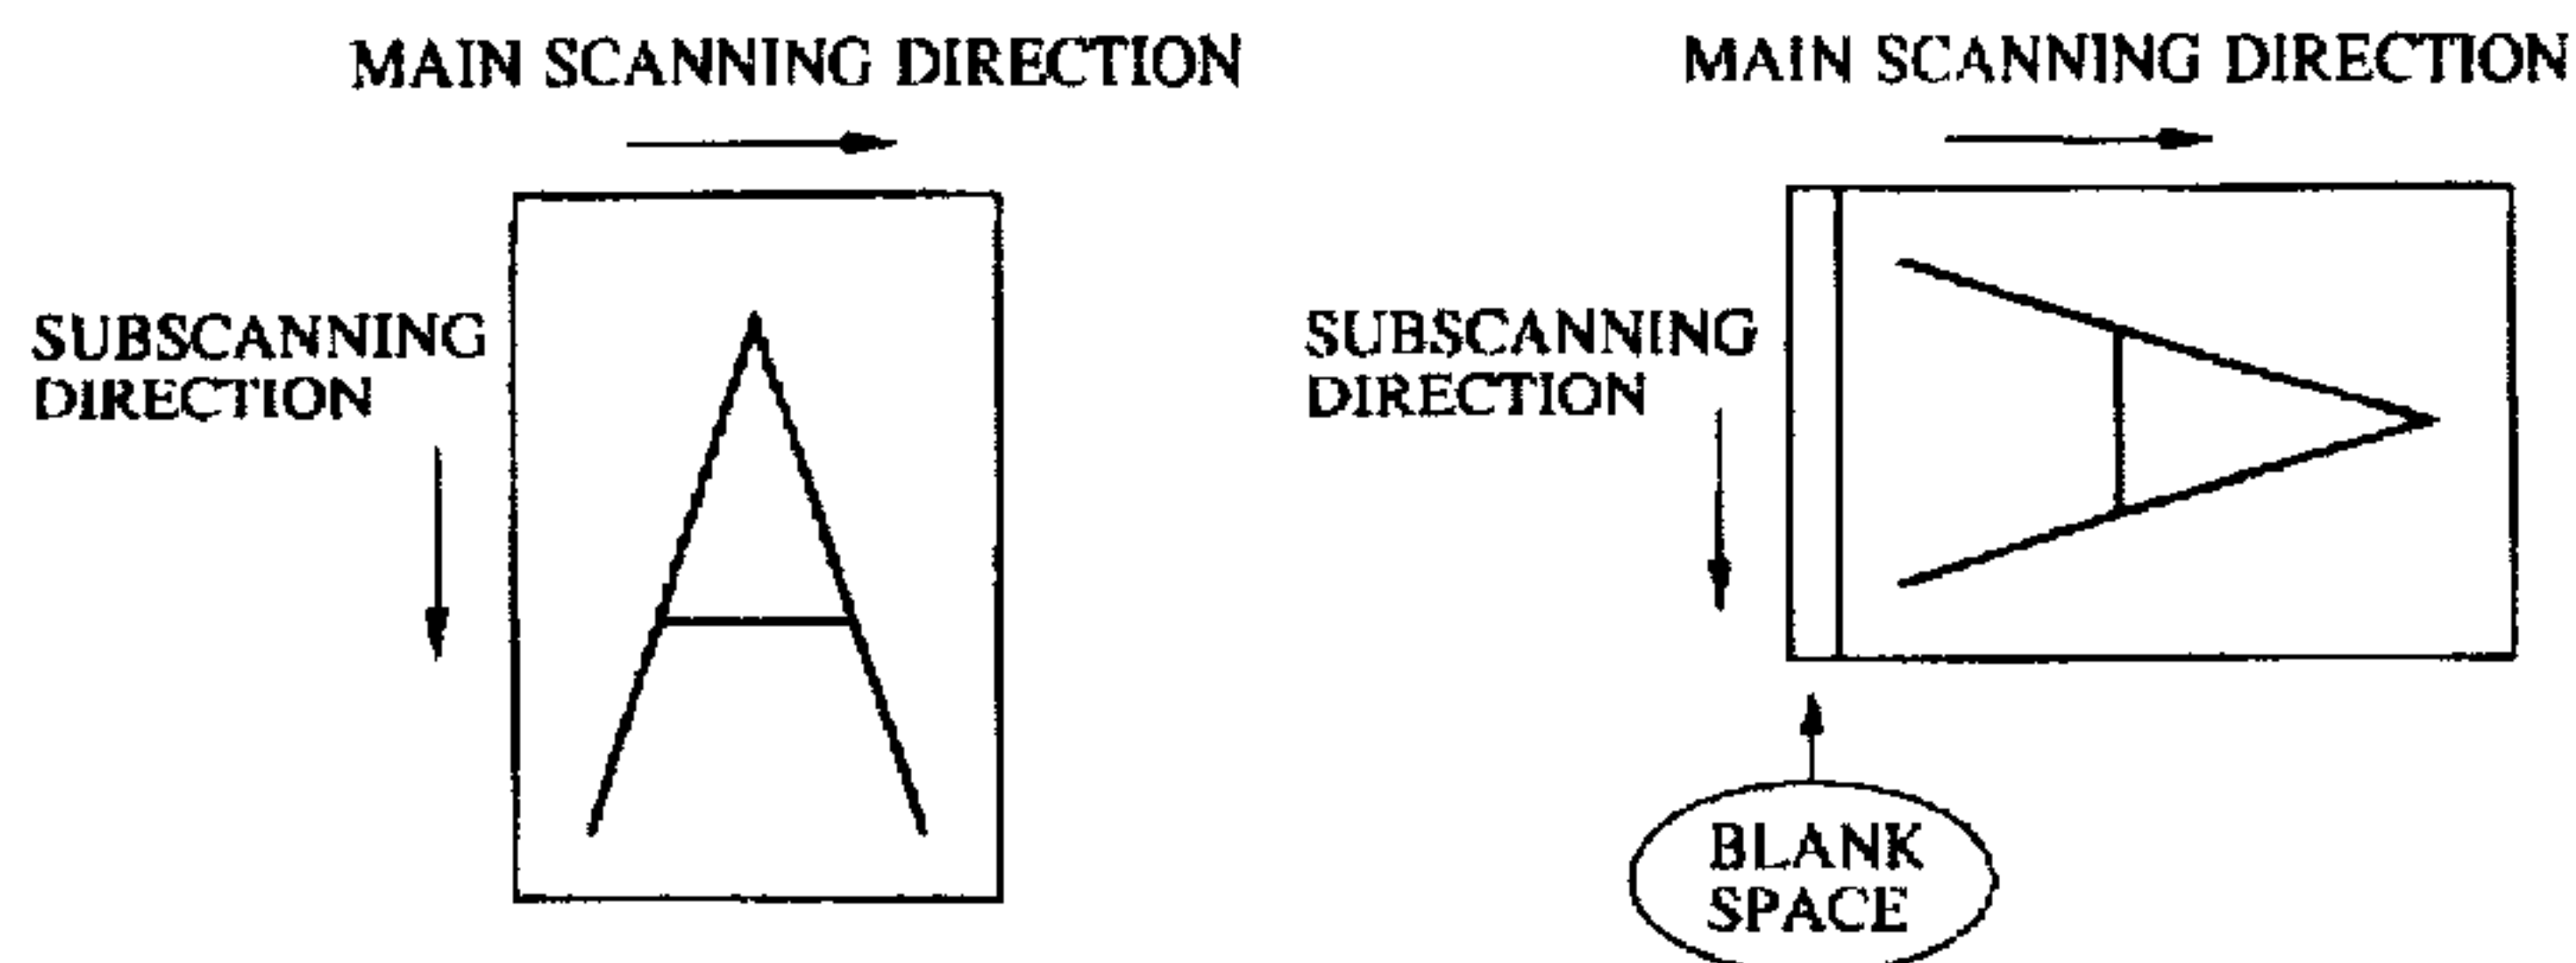 MAIN SCANNING DIRECTION
SUBSCANNING
DIRECTION
MAIN SCANNING DIRECTION
SUBSCANNING
DIRECTION
BLANK
SPACE